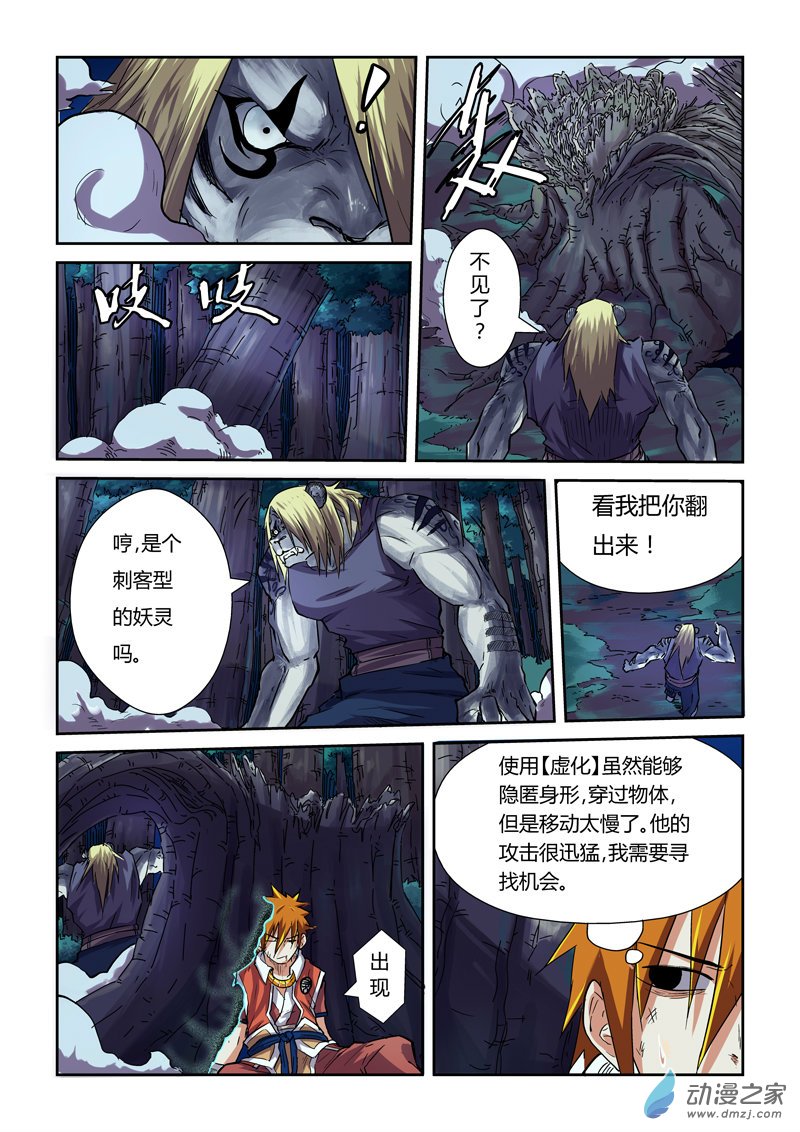 ！
不
见
了
？
吱 吱
哼，是个
刺客型
的妖灵
吗。
看我把你翻
出来！
使用【虚化】虽然能够
隐匿身形，穿过物体，
但是移动太慢了。他的
攻击很迅猛，我需要寻
找机会。
出
现
动漫之家
www.dmzj.com